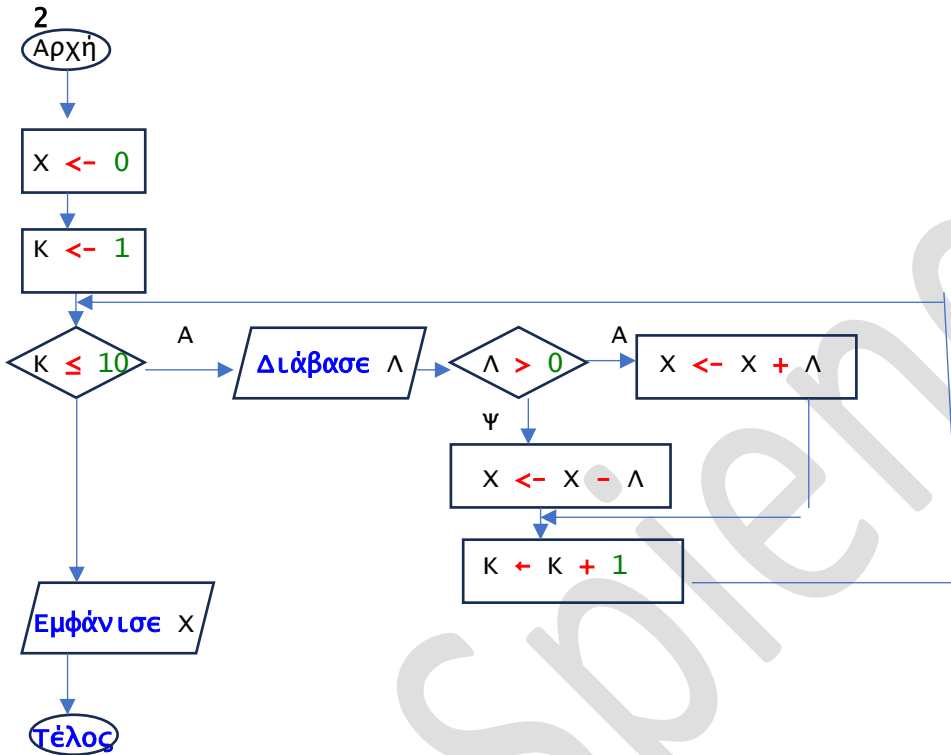 2
Αρχή
Χ <- 0
Κ <- 1
Κ ≤ 10
Α
Διάβασε Λ
Λ > 0
Α
Χ <- Χ + Λ
Ψ
Χ <- Χ - Λ
Κ ← Κ + 1
Εμφάνισε Χ
Τέλος